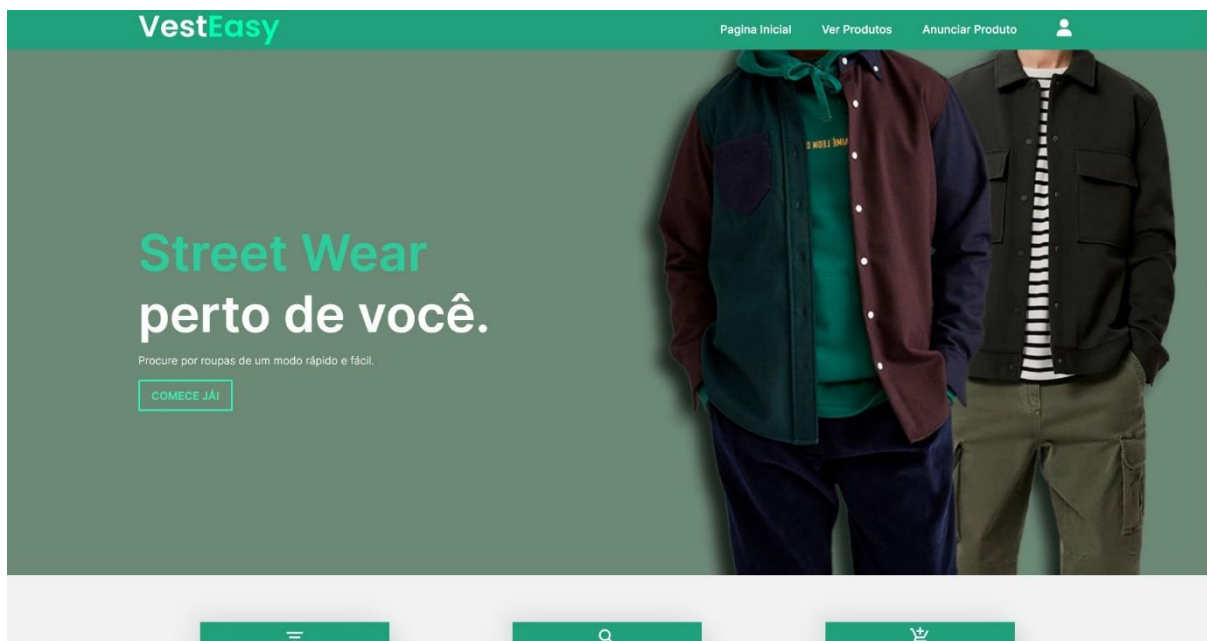 VestEasy
Pagina Inicial Ver Produtos Anunciar Produto
Street Wear
perto de você.
Procure por roupas de um modo rápido e fácil.
COMECE JÁ!